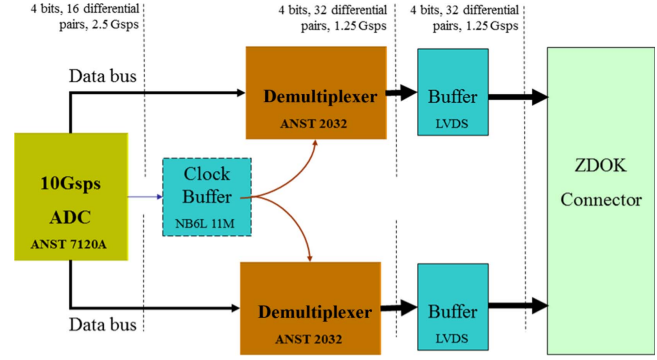 4 bits, 16 differential
pairs, 2.5 Gsps
4 bits, 32 differential
pairs, 1.25 Gsps
4 bits, 32 differential
pairs, 1.25 Gsps
Data bus
Demultiplexer
ANST 2032
Buffer
LVDS
ZDOK
Connector
10Gsps
ADC
ANST 7120A
Clock
Buffer
NB6L 11M
Data bus
Demultiplexer
ANST 2032
Buffer
LVDS